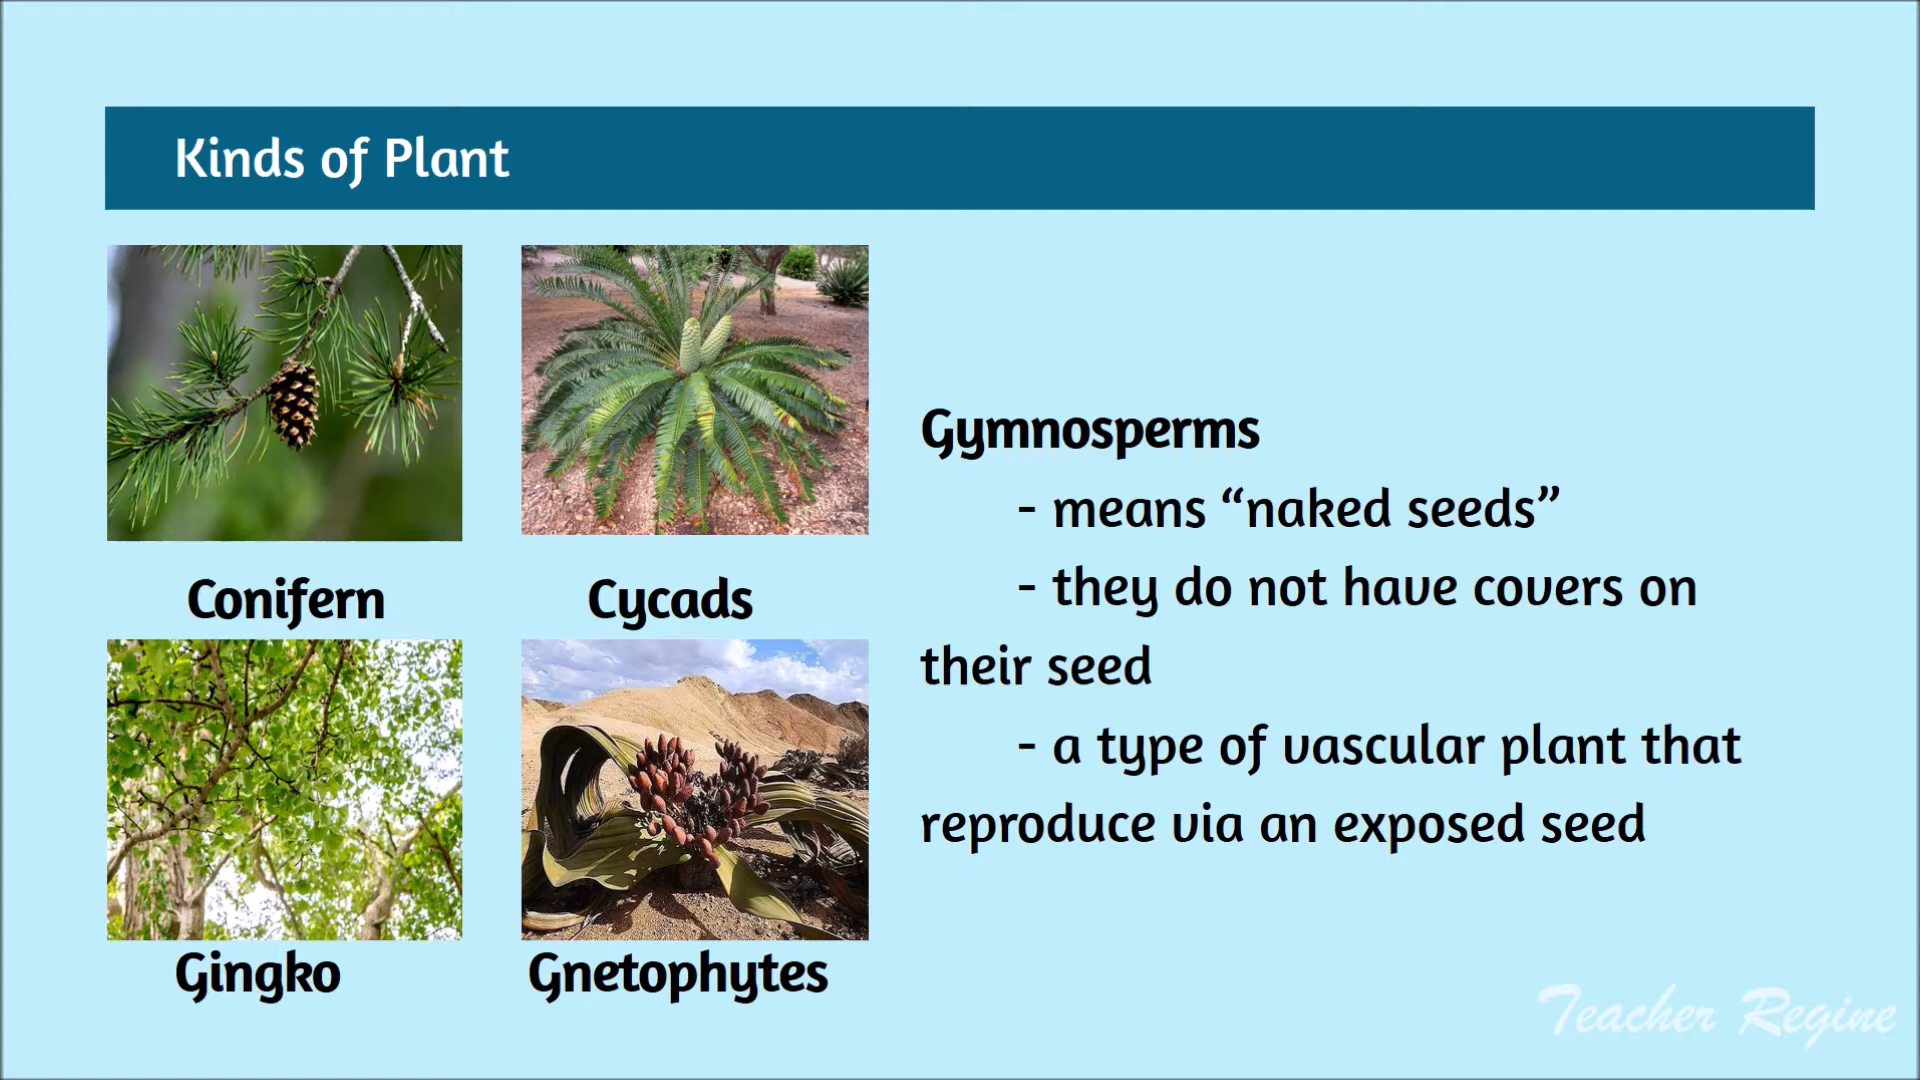 Kinds of Plant
Conifern
Cycads
Gingko
Gnetophytes
Gymnosperms
- means “naked seeds”
- they do not have covers on
their seed
- a type of vascular plant that
reproduce via an exposed seed
Teacher Regine